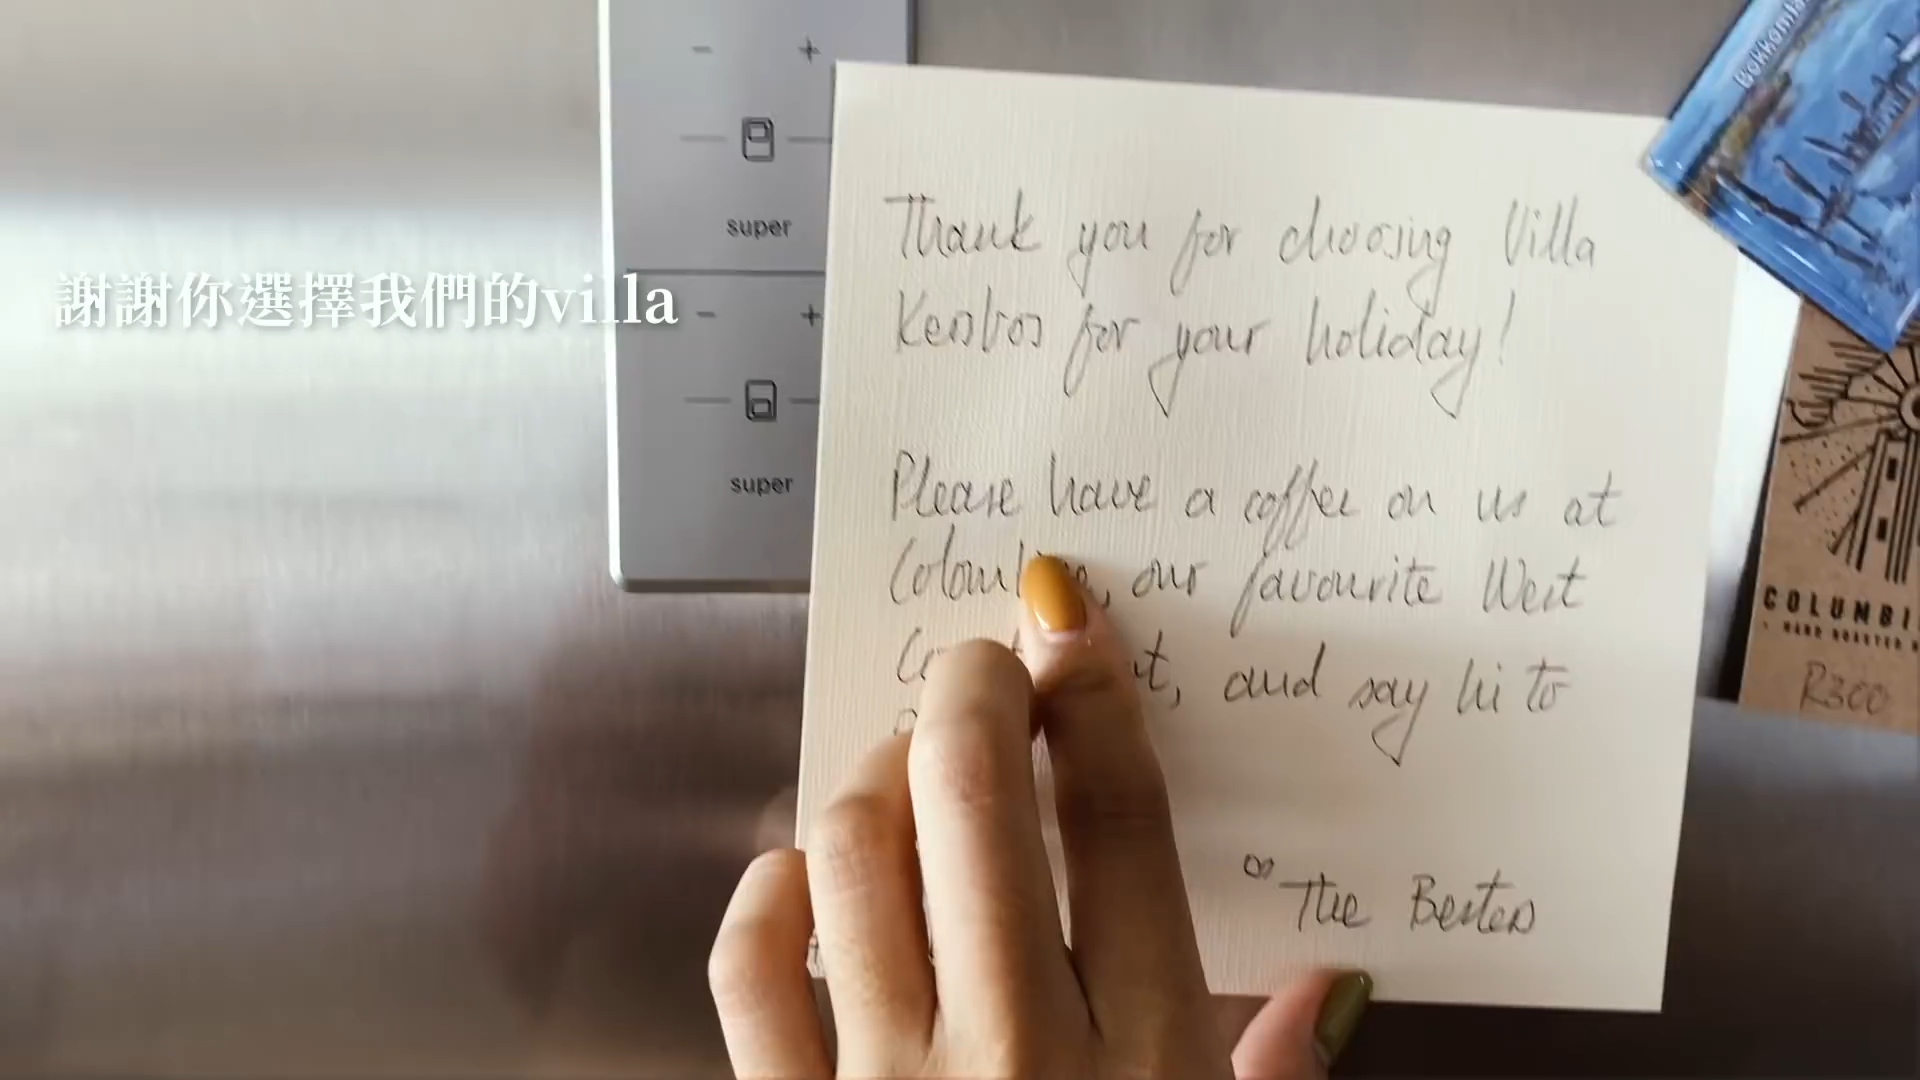 super
super
謝謝你選擇我們的villa
Thank you for choosing Villa
for your holiday!
Please have a coffee on us at
our favourite West
and say hi to
The
COLUMBI
HAND ROASTED
R300